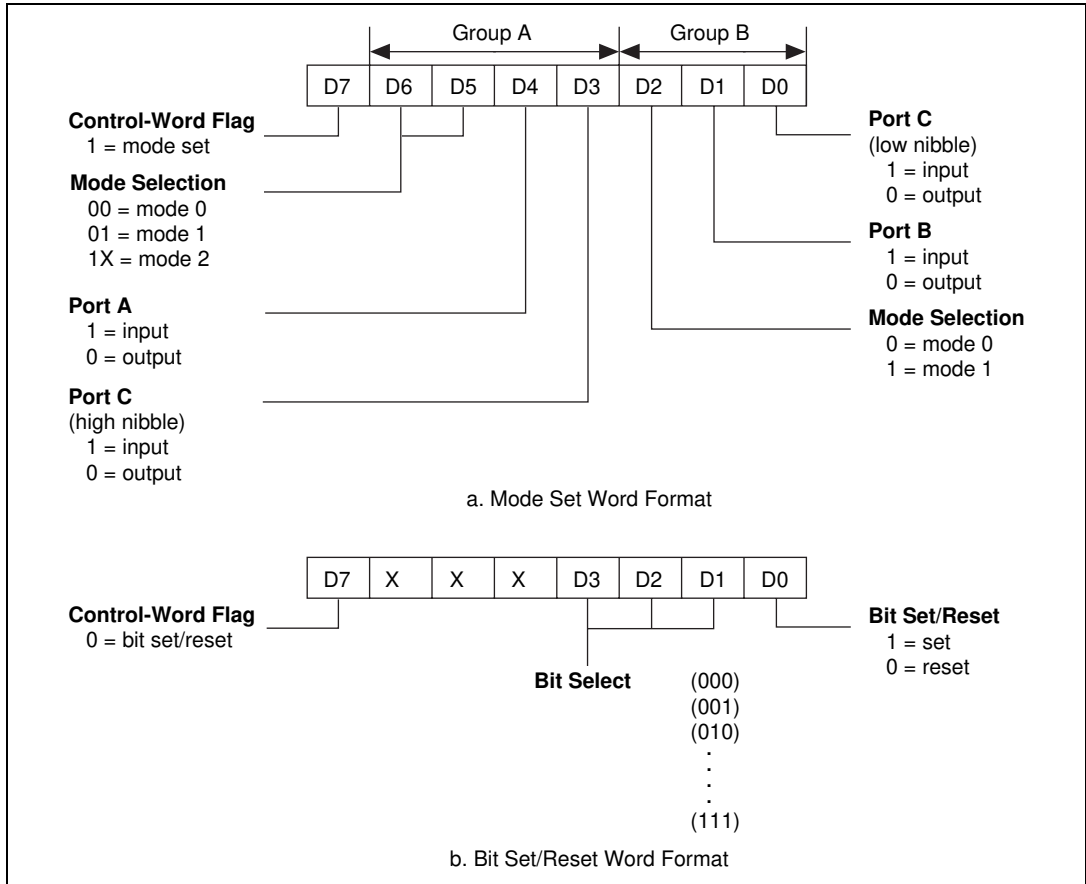 Group A Group B
D7 D6 D5 D4 D3 D2 D1 D0
Control-Word Flag
1 = mode set
Mode Selection
00 = mode 0
01 = mode 1
1X = mode 2
Port A
1 = input
0 = output
Port C
(high nibble)
1 = input
0 = output
Port C
(low nibble)
1 = input
0 = output
Port B
1 = input
0 = output
Mode Selection
0 = mode 0
1 = mode 1
a. Mode Set Word Format
D7 X X X D3 D2 D1 D0
Control-Word Flag
0 = bit set/reset
Bit Select
(000)
(001)
(010)
.
.
.
.
(111)
Bit Set/Reset
1 = set
0 = reset
b. Bit Set/Reset Word Format